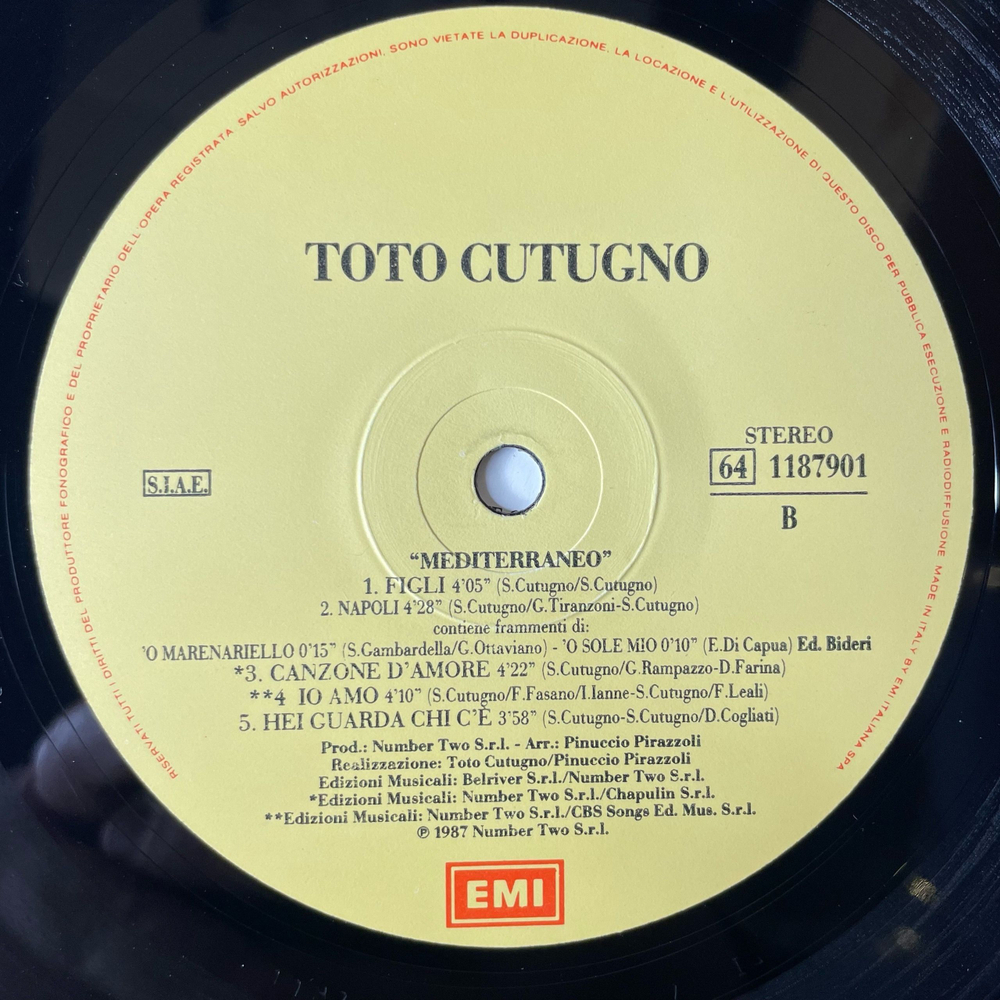 RISERVATI TUTTI I DIRITTI DEL PRODUTTORE FONOGRAFICO E DEL PROPRIETARIO DELL'OPERA REGISTRATA. SALVO AUTORIZZAZIONI, SONO VIETATE LA DUPLICAZIONE, LA LOCAZIONE E L'UTILIZZAZIONE DI QUESTO DISCO PER PUBBLICA ESECUZIONE E RADIODIFFUSIONE. MADE IN ITALY BY EMI ITALIANA SPA
TOTO CUTUGNO
STEREO
S.I.A.E.
64 1187901
B
“MEDITERRANEO”
1. FIGLI 4'05” (S.Cutugno/S.Cutugno)
2. NAPOLI 4'28” (S.Cutugno/G.Tiranzoni-S.Cutugno)
contiene frammenti di:
'O MARENARIELLO 0'15” (S.Gambardella/G.Ottaviano) - 'O SOLE MIO 0'10” (E.Di Capua) Ed. Bideri
*3. CANZONE D'AMORE 4'22” (S.Cutugno/G.Rampazzo-D.Farina)
**4 IO AMO 4'10” (S.Cutugno/F.Fasano/I.Ianne-S.Cutugno/F.Leali)
5. HEI GUARDA CHI C'È 3'58” (S.Cutugno-S.Cutugno/D.Cogliati)
Prod.: Number Two S.r.l. - Arr.: Pinuccio Pirazzoli
Realizzazione: Toto Cutugno/Pinuccio Pirazzoli
Edizioni Musicali: Belriver S.r.l./Number Two S.r.l.
*Edizioni Musicali: Number Two S.r.l./Chapulin S.r.l.
**Edizioni Musicali: Number Two S.r.l./CBS Songs Ed. Mus. S.r.l.
℗ 1987 Number Two S.r.l.
EMI